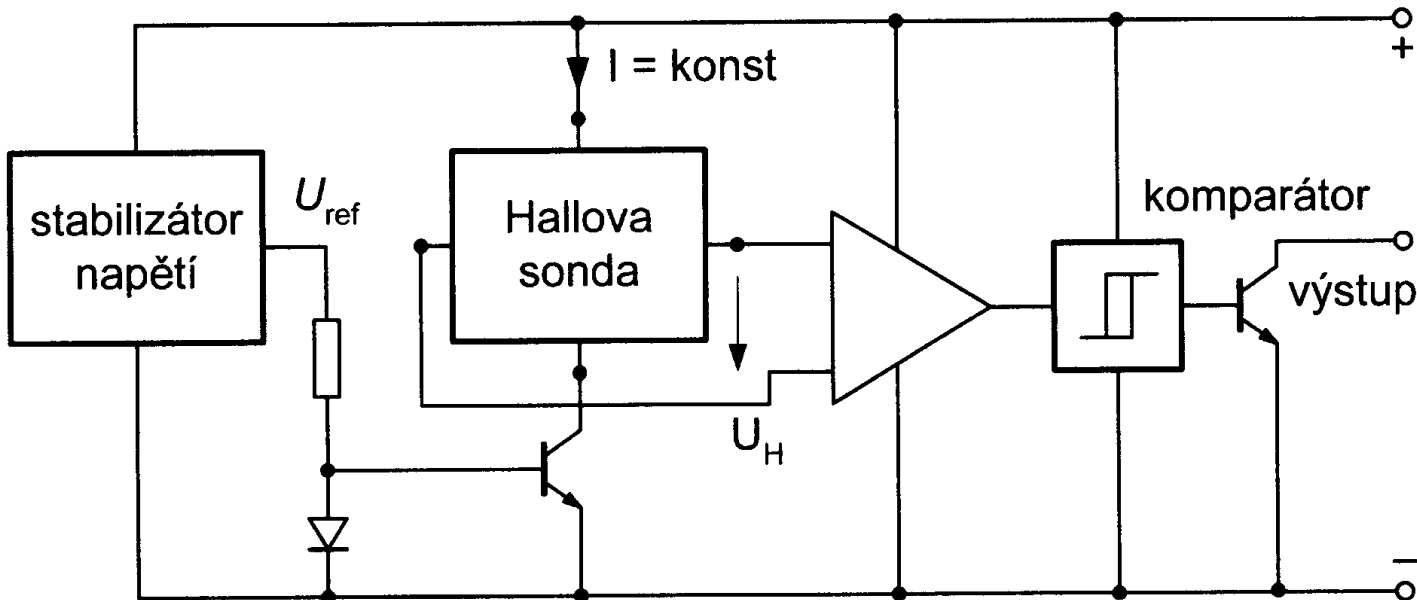 I = konst
+
stabilizátor
napětí
U_ref
Hallova
sonda
komparátor
výstup
U_H
–